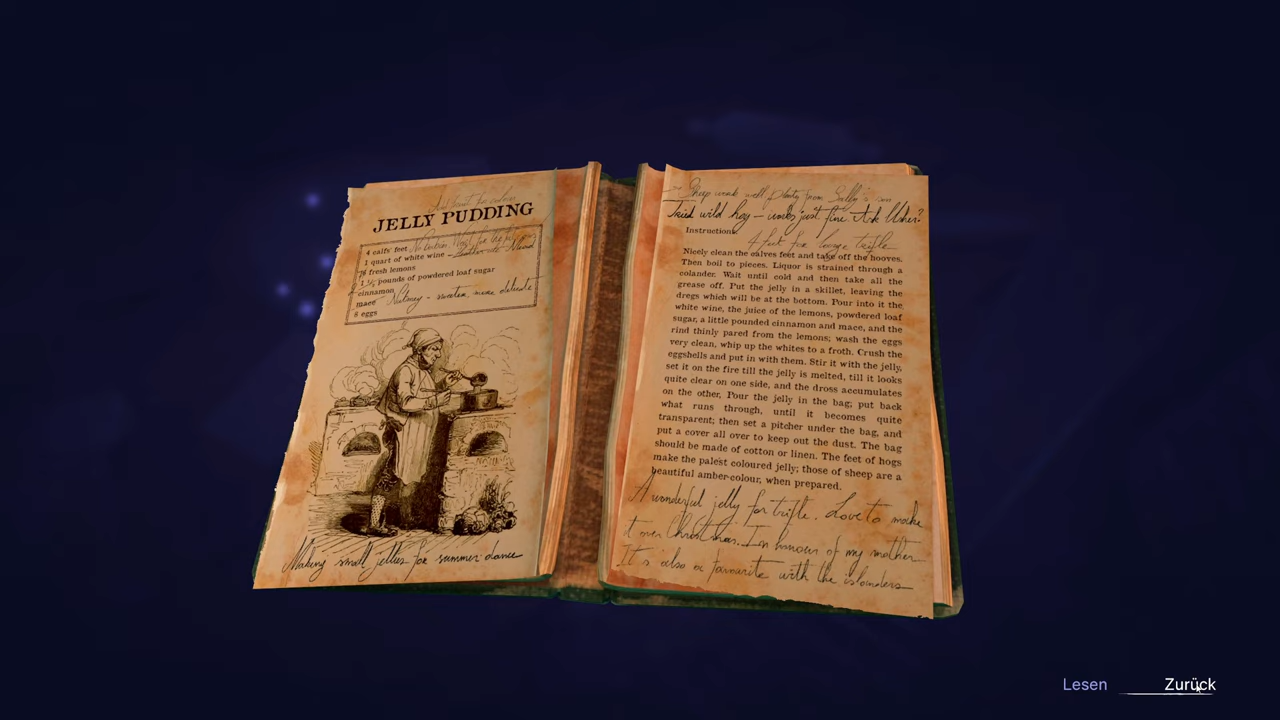 JELLY PUDDING
4 calfs' feet
1 quart of white wine -
fresh lemons
pounds of powdered loaf sugar
cinnamon
mace Nutmeg - sweeter, more delicate
8 eggs
Making small jellies for summer dance
Sheep work well plenty from Sally's
Tried wild hog - works just fine. Ask Usher?
Instructions:
4 feet for large trifle
Nicely clean the calves feet and take off the hooves.
Then boil to pieces. Liquor is strained through a
colander. Wait until cold and then take all the
grease off. Put the jelly in a skillet, leaving the
dregs which will be at the bottom. Pour into it the
white wine, the juice of the lemons, powdered loaf
sugar, a little pounded cinnamon and mace, and the
rind thinly pared from the lemons; wash the eggs
very clean, whip up the whites to a froth. Crush the
eggshells and put in with them. Stir it with the jelly,
set it on the fire till the jelly is melted, till it looks
quite clear on one side, and the dross accumulates
on the other, Pour the jelly in the bag; put back
what runs through, until it becomes quite
transparent; then set a pitcher under the bag, and
put a cover all over to keep out the dust. The bag
should be made of cotton or linen. The feet of hogs
make the palest coloured jelly; those of sheep are a
beautiful amber-colour, when prepared.
A wonderful jelly for trifle. Love to make
it over Christmas. In honour of my mother.
It's also a favourite with the islanders
Lesen
Zurück